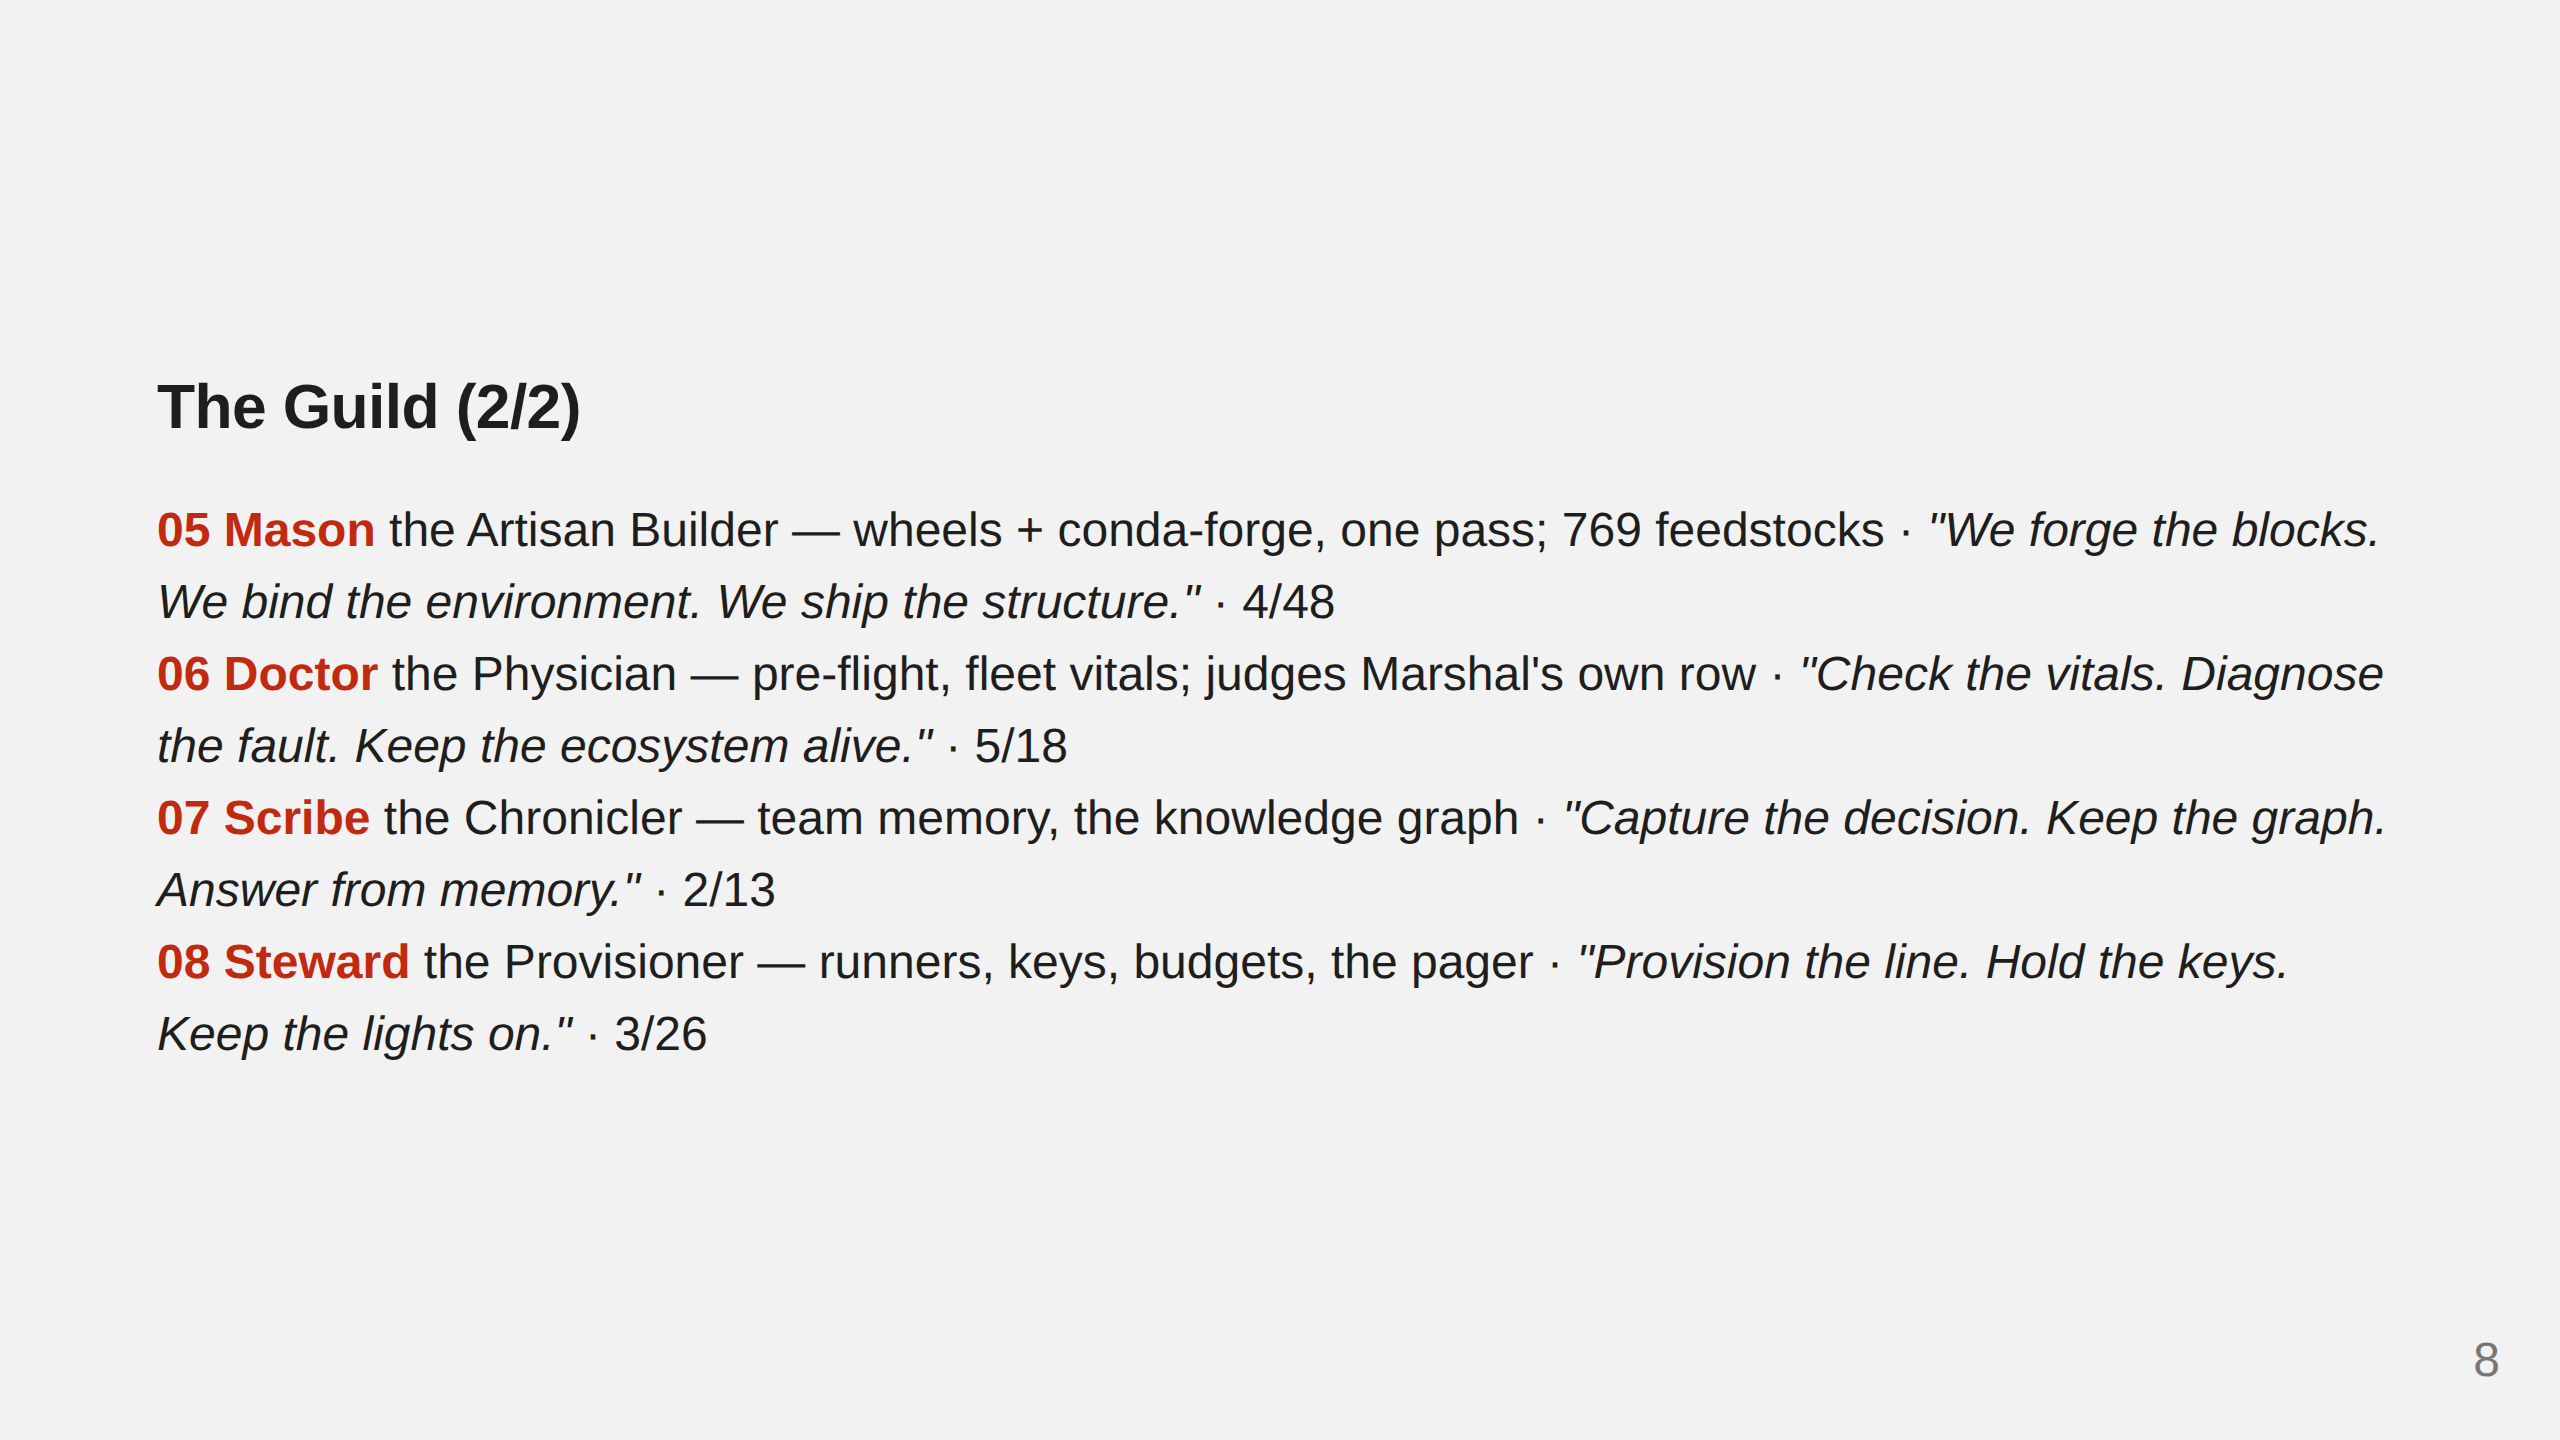 The Guild (2/2)
05 Mason the Artisan Builder — wheels + conda-forge, one pass; 769 feedstocks · "We forge the blocks.
We bind the environment. We ship the structure." · 4/48
06 Doctor the Physician — pre-flight, fleet vitals; judges Marshal's own row · "Check the vitals. Diagnose
the fault. Keep the ecosystem alive." · 5/18
07 Scribe the Chronicler — team memory, the knowledge graph · "Capture the decision. Keep the graph.
Answer from memory." · 2/13
08 Steward the Provisioner — runners, keys, budgets, the pager · "Provision the line. Hold the keys.
Keep the lights on." · 3/26
8